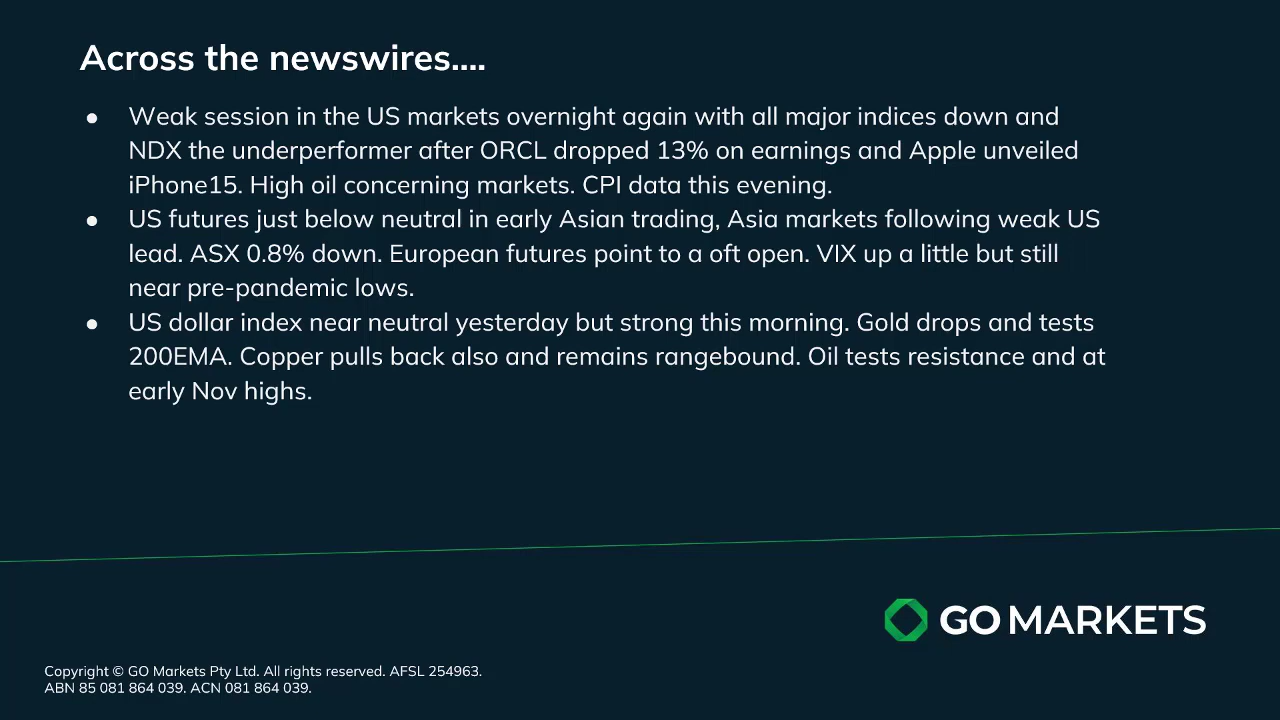 Across the newswires....
● Weak session in the US markets overnight again with all major indices down and
NDX the underperformer after ORCL dropped 13% on earnings and Apple unveiled
iPhone15. High oil concerning markets. CPI data this evening.
● US futures just below neutral in early Asian trading, Asia markets following weak US
lead. ASX 0.8% down. European futures point to a oft open. VIX up a little but still
near pre-pandemic lows.
● US dollar index near neutral yesterday but strong this morning. Gold drops and tests
200EMA. Copper pulls back also and remains rangebound. Oil tests resistance and at
early Nov highs.
GO MARKETS
Copyright © GO Markets Pty Ltd. All rights reserved. AFSL 254963.
ABN 85 081 864 039. ACN 081 864 039.